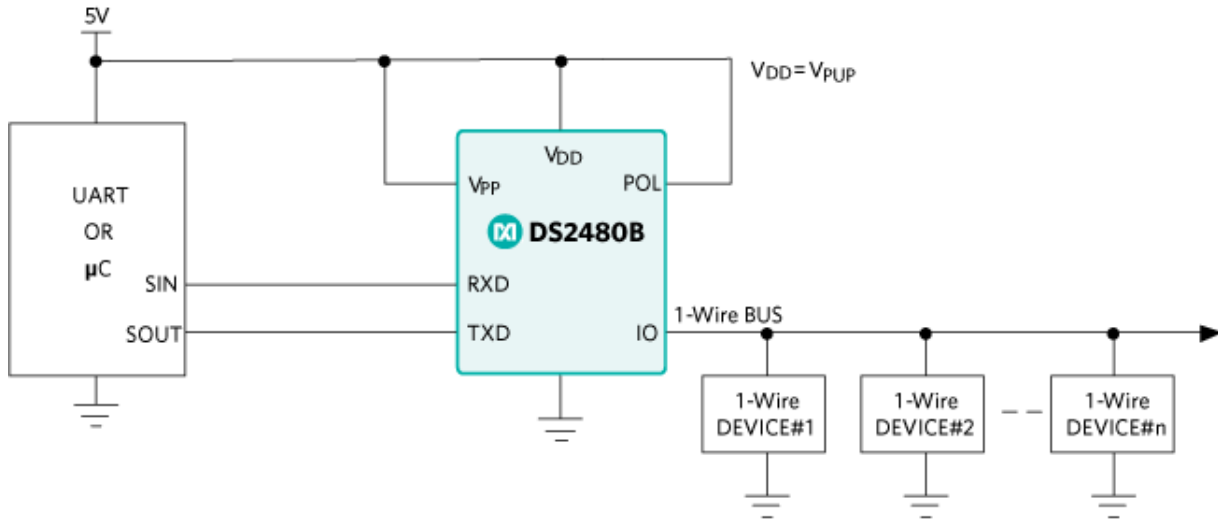 5V
VDD=VPUP
UART
OR
µC
SIN
SOUT
VDD
VPP
POL
DS2480B
RXD
TXD
IO
1-Wire BUS
1-Wire
DEVICE#1
1-Wire
DEVICE#2
1-Wire
DEVICE#n